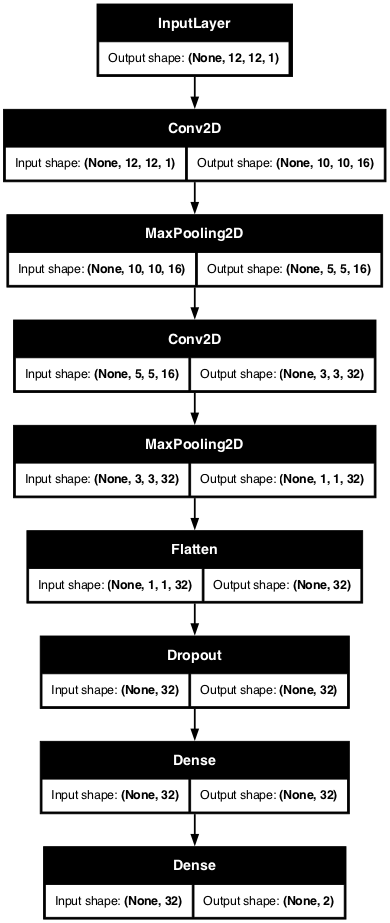 InputLayer
Output shape: (None, 12, 12, 1)
Conv2D
Input shape: (None, 12, 12, 1) Output shape: (None, 10, 10, 16)
MaxPooling2D
Input shape: (None, 10, 10, 16) Output shape: (None, 5, 5, 16)
Conv2D
Input shape: (None, 5, 5, 16) Output shape: (None, 3, 3, 32)
MaxPooling2D
Input shape: (None, 3, 3, 32) Output shape: (None, 1, 1, 32)
Flatten
Input shape: (None, 1, 1, 32) Output shape: (None, 32)
Dropout
Input shape: (None, 32) Output shape: (None, 32)
Dense
Input shape: (None, 32) Output shape: (None, 32)
Dense
Input shape: (None, 32) Output shape: (None, 2)